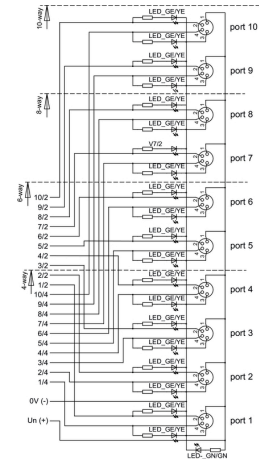 10-way
LED_GE/YE
port 10
LED_GE/YE
LED_GE/YE
port 9
LED_GE/YE
8-way
LED_GE/YE
port 8
LED_GE/YE
V7/2
port 7
LED_GE/YE
6-way
LED_GE/YE
10/2
port 6
9/2
LED_GE/YE
8/2
7/2
LED_GE/YE
6/2
5/2
port 5
4/2
LED_GE/YE
3/2
4-way
2/2
LED_GE/YE
1/2
port 4
10/4
LED_GE/YE
9/4
8/4
LED_GE/YE
7/4
port 3
6/4
5/4
LED_GE/YE
4/4
3/4
LED_GE/YE
2/4
port 2
1/4
LED_GE/YE
0V (-)
LED_GE/YE
Un (+)
port 1
LED_GE/YE
LED-_GN/GN